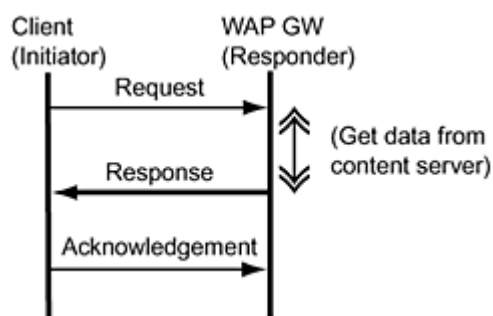 Client
(Initiator)
WAP GW
(Responder)
Request
(Get data from
content server)
Response
Acknowledgement